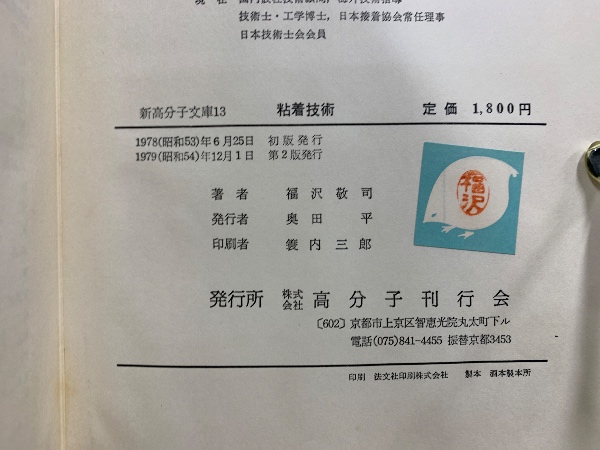 技術士・工学博士，日本接着協会常任理事
日本技術士会会員
新高分子文庫13　粘着技術　定価 1,800円
1978(昭和53)年6月25日　初版発行
1979(昭和54)年12月1日　第2版発行
著者　福沢敬司
発行者　奥田平
印刷者　簑内三郎
福沢
発行所　株式会社　高分子刊行会
〔602〕京都市上京区智恵光院丸太町下ル
電話(075)841-4455　振替京都3453
印刷　法文社印刷株式会社　製本　酒本製本所